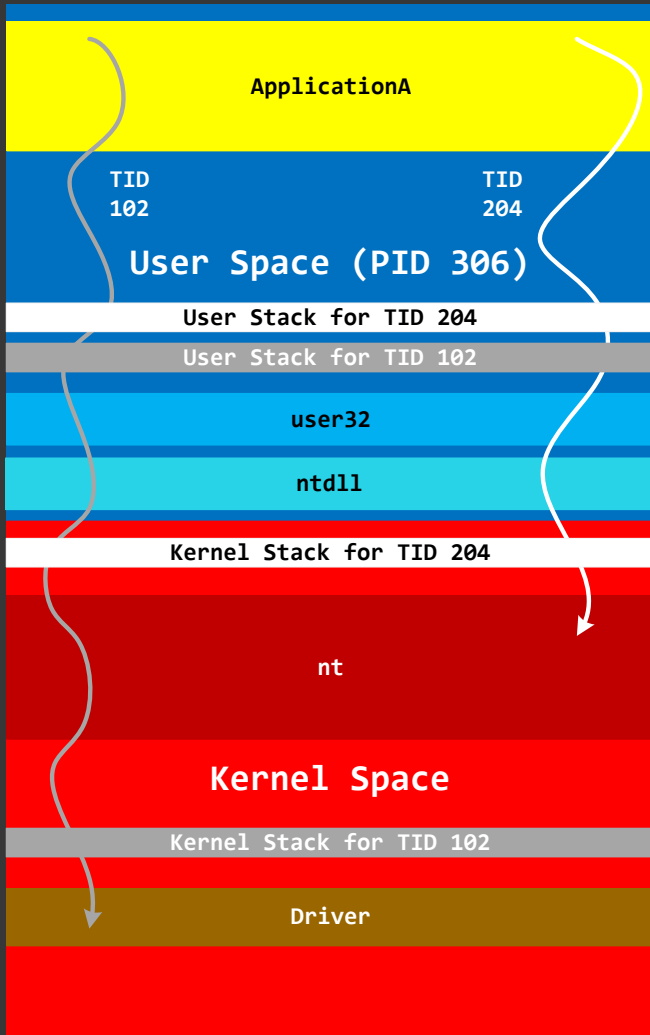 ApplicationA
TID TID
102 204
User Space (PID 306)
User Stack for TID 204
User Stack for TID 102
user32
ntdll
Kernel Stack for TID 204
nt
Kernel Space
Kernel Stack for TID 102
Driver